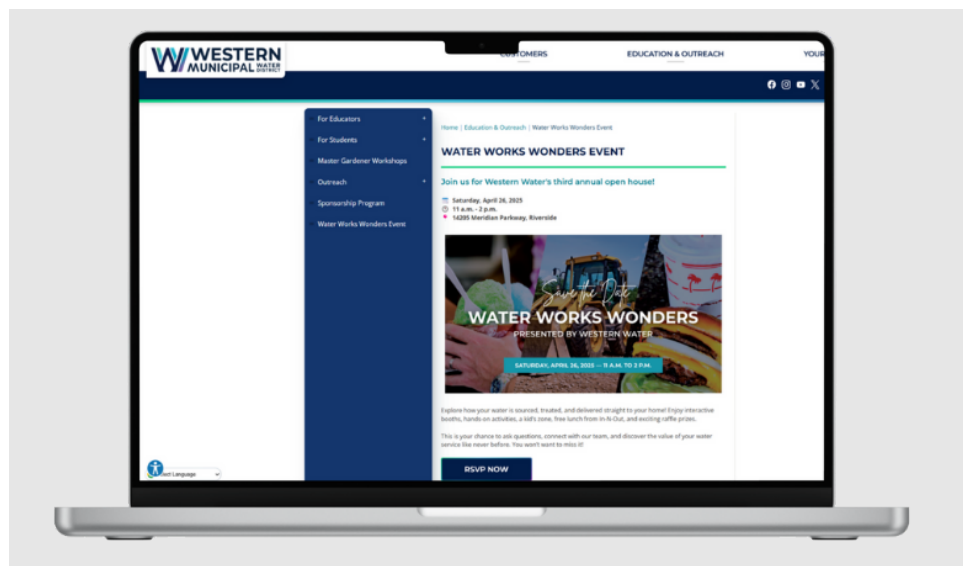 WESTERN
MUNICIPAL WATER
DISTRICT
CUSTOMERS
EDUCATION & OUTREACH
YOUR
For Educators +
For Students +
Master Gardener Workshops
Outreach +
Sponsorship Program
Water Works Wonders Event
Home | Education & Outreach | Water Works Wonders Event
WATER WORKS WONDERS EVENT
Join us for Western Water's third annual open house!
Saturday, April 26, 2025
11 a.m. - 2 p.m.
14205 Meridian Parkway, Riverside
Save the Date
WATER WORKS WONDERS
PRESENTED BY WESTERN WATER
SATURDAY, APRIL 26, 2025 — 11 A.M. TO 2 P.M.
Explore how your water is sourced, treated, and delivered straight to your home! Enjoy interactive
booths, hands-on activities, a kid's zone, free lunch from In-N-Out, and exciting raffle prizes.
This is your chance to ask questions, connect with our team, and discover the value of your water
service like never before. You won't want to miss it!
RSVP NOW
Language